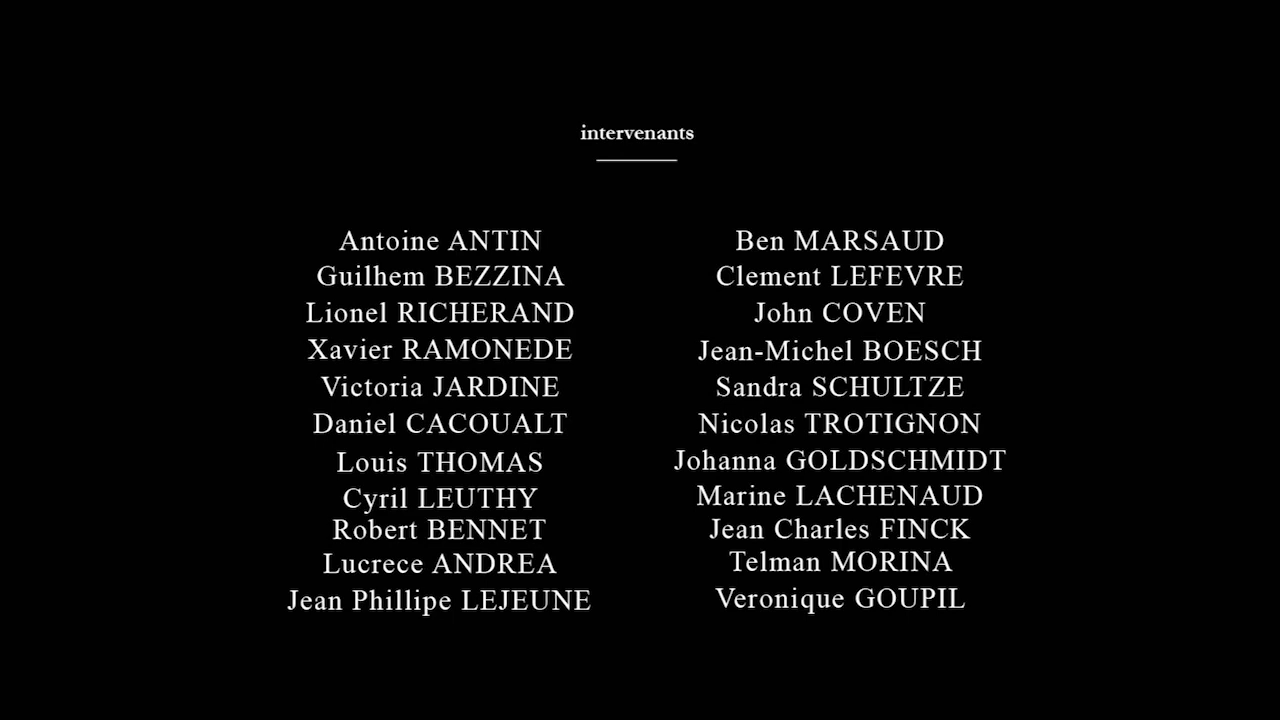 intervenants
Antoine ANTIN
Guilhem BEZZINA
Lionel RICHERAND
Xavier RAMONEDE
Victoria JARDINE
Daniel CACOUALT
Louis THOMAS
Cyril LEUTHY
Robert BENNET
Lucrece ANDREA
Jean Phillipe LEJEUNE
Ben MARSAUD
Clement LEFEVRE
John COVEN
Jean-Michel BOESCH
Sandra SCHULTZE
Nicolas TROTIGNON
Johanna GOLDSCHMIDT
Marine LACHENAUD
Jean Charles FINCK
Telman MORINA
Veronique GOUPIL